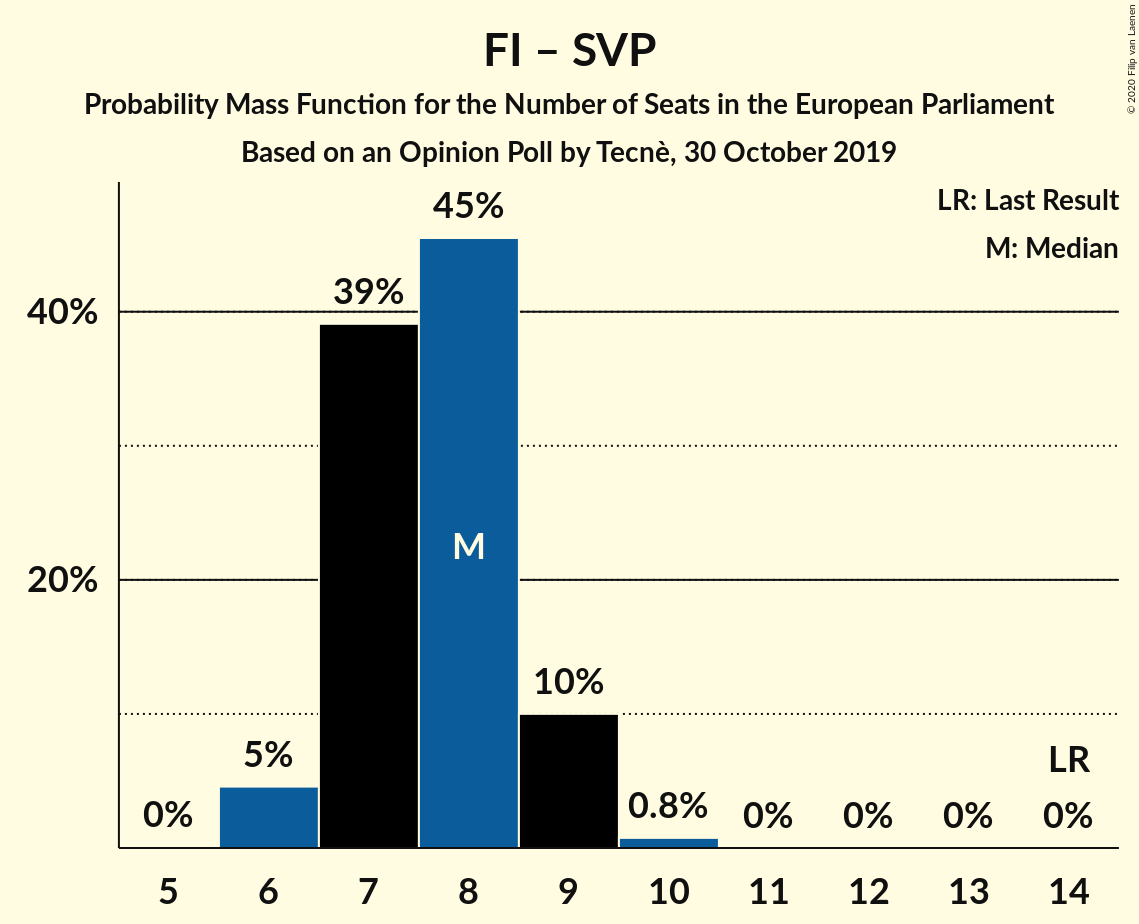 FI – SVP
Probability Mass Function for the Number of Seats in the European Parliament
Based on an Opinion Poll by Tecnè, 30 October 2019
© 2020 Filip van Laenen
LR: Last Result
M: Median
40%
20%
0%
5%
39%
45%
M
10%
0.8%
0%
0%
0%
LR
0%
5 6 7 8 9 10 11 12 13 14